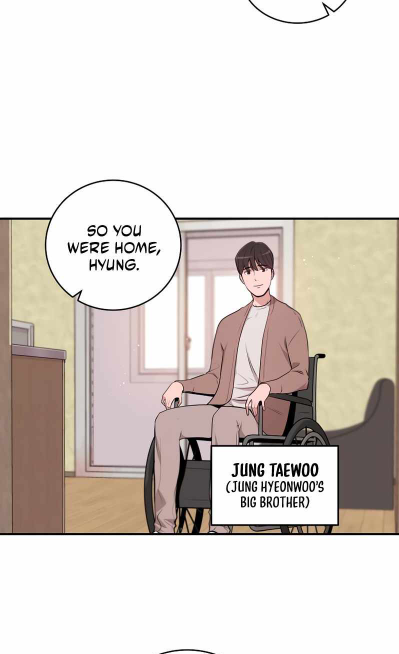 SO YOU
WERE HOME,
HYUNG.
JUNG TAEWOO
(JUNG HYEONWOO'S
BIG BROTHER)